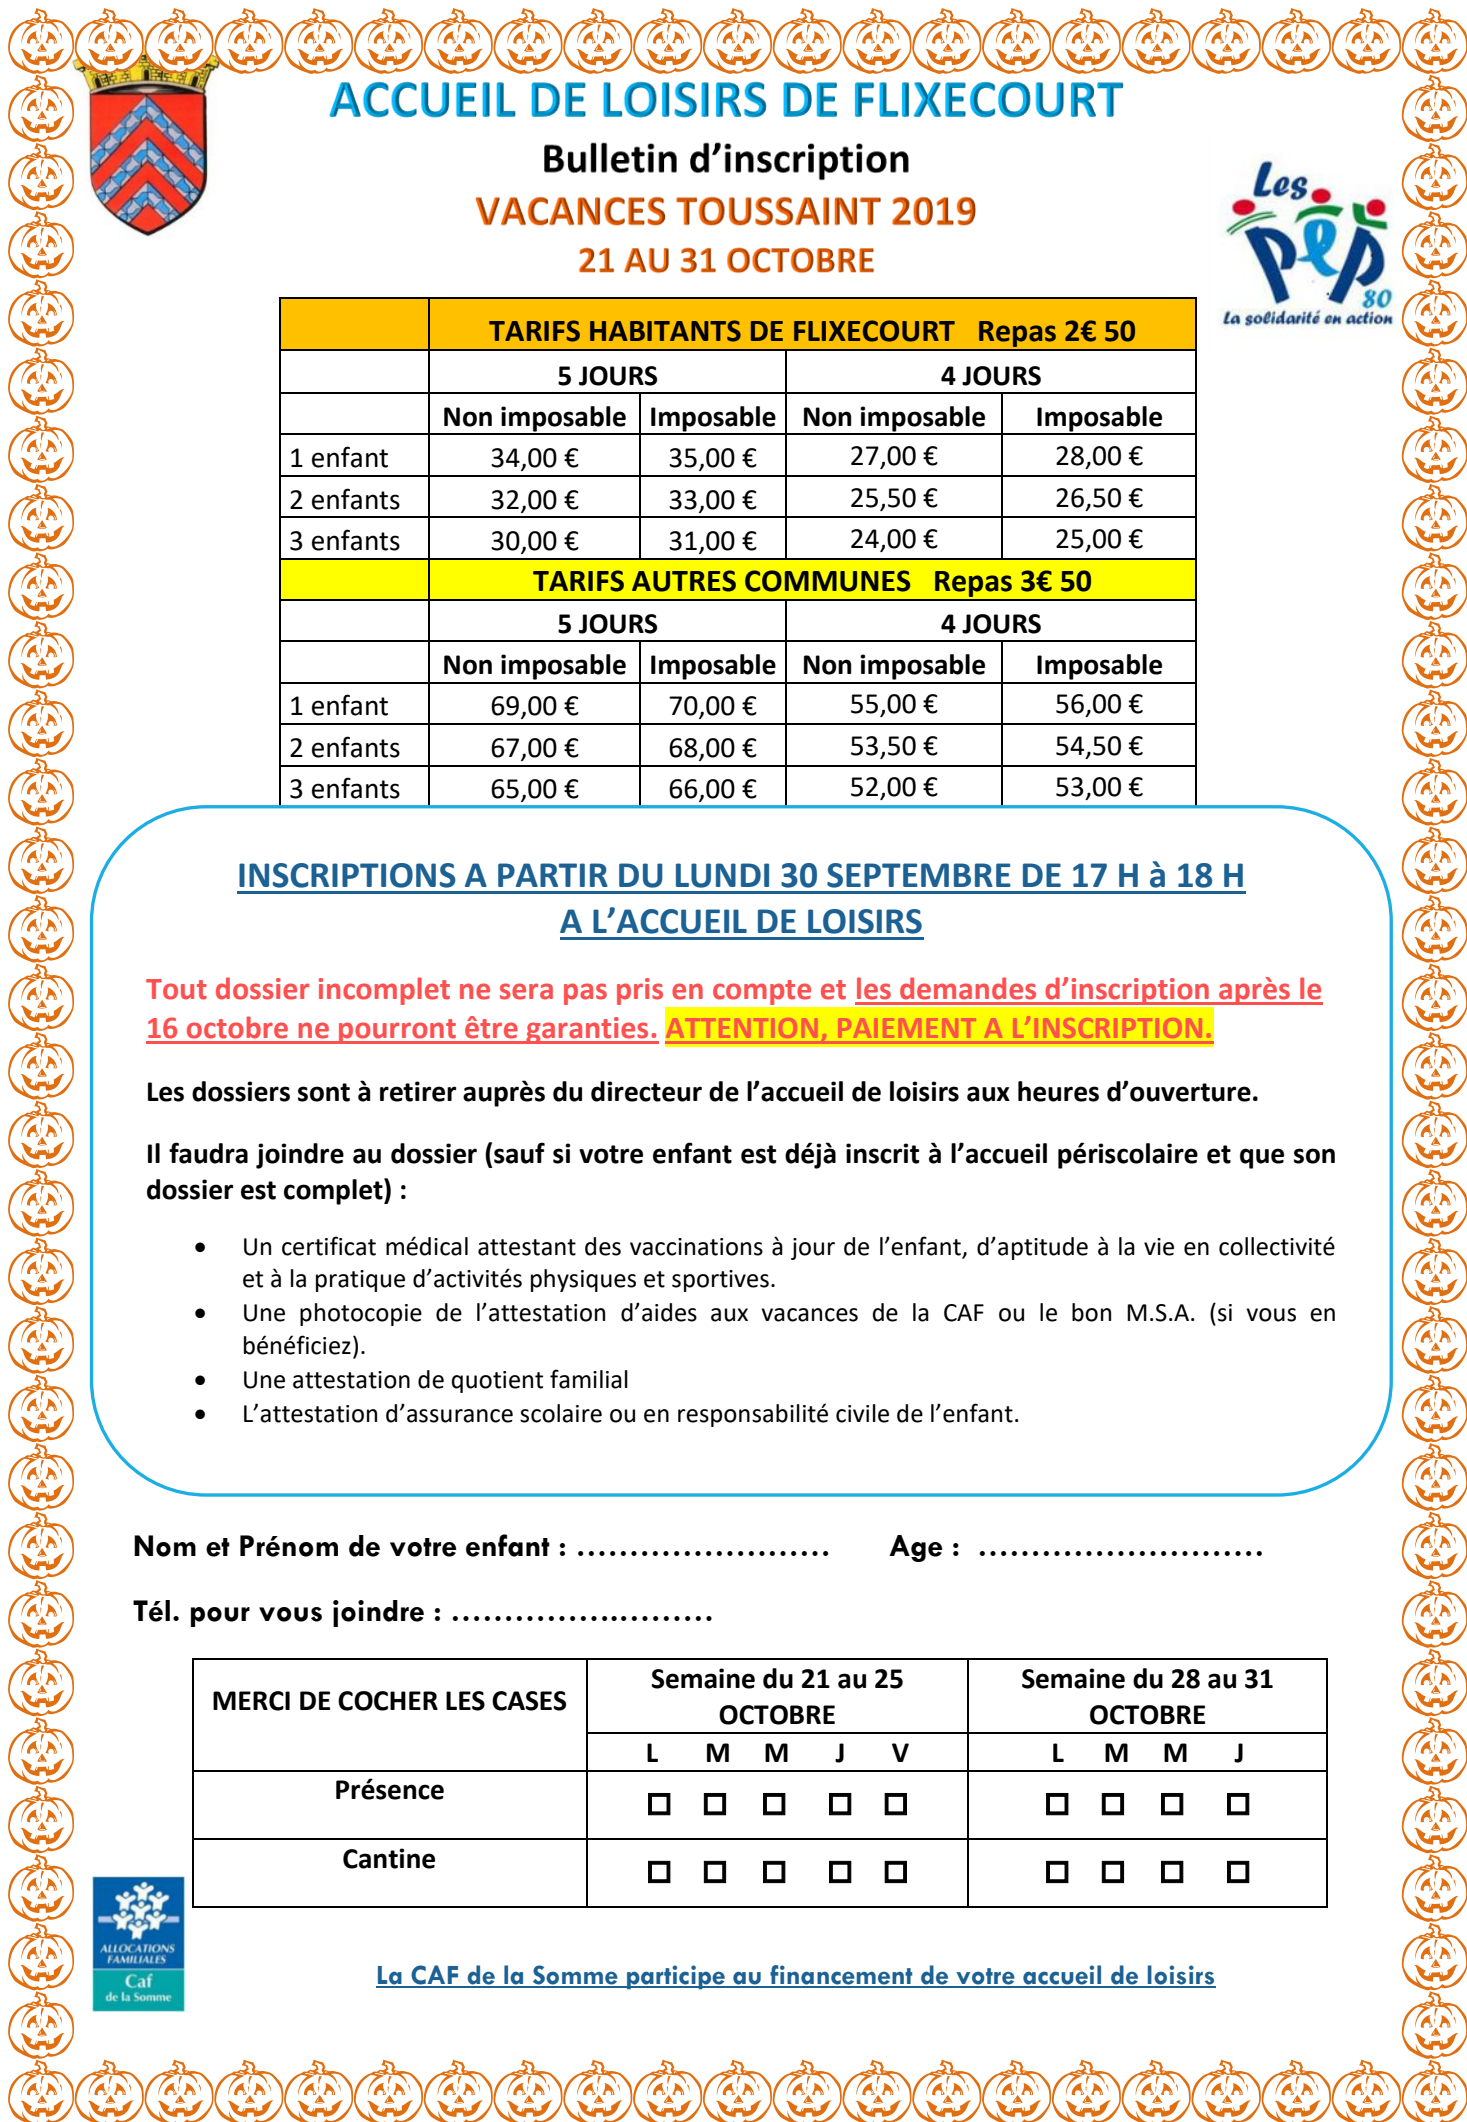 ACCUEIL DE LOISIRS DE FLIXECOURT
Bulletin d’inscription
VACANCES TOUSSAINT 2019
21 AU 31 OCTOBRE
Les
PEP
80
La solidarité en action
TARIFS HABITANTS DE FLIXECOURT Repas 2€ 50
5 JOURS 4 JOURS
Non imposable Imposable Non imposable Imposable
1 enfant 34,00 € 35,00 € 27,00 € 28,00 €
2 enfants 32,00 € 33,00 € 25,50 € 26,50 €
3 enfants 30,00 € 31,00 € 24,00 € 25,00 €
TARIFS AUTRES COMMUNES Repas 3€ 50
5 JOURS 4 JOURS
Non imposable Imposable Non imposable Imposable
1 enfant 69,00 € 70,00 € 55,00 € 56,00 €
2 enfants 67,00 € 68,00 € 53,50 € 54,50 €
3 enfants 65,00 € 66,00 € 52,00 € 53,00 €
INSCRIPTIONS A PARTIR DU LUNDI 30 SEPTEMBRE DE 17 H à 18 H
A L’ACCUEIL DE LOISIRS
Tout dossier incomplet ne sera pas pris en compte et les demandes d’inscription après le
16 octobre ne pourront être garanties. ATTENTION, PAIEMENT A L’INSCRIPTION.
Les dossiers sont à retirer auprès du directeur de l’accueil de loisirs aux heures d’ouverture.
Il faudra joindre au dossier (sauf si votre enfant est déjà inscrit à l’accueil périscolaire et que son
dossier est complet) :
• Un certificat médical attestant des vaccinations à jour de l’enfant, d’aptitude à la vie en collectivité
et à la pratique d’activités physiques et sportives.
• Une photocopie de l’attestation d’aides aux vacances de la CAF ou le bon M.S.A. (si vous en
bénéficiez).
• Une attestation de quotient familial
• L’attestation d’assurance scolaire ou en responsabilité civile de l’enfant.
Nom et Prénom de votre enfant : …………………… Age : ………………………
Tél. pour vous joindre : …………………….
MERCI DE COCHER LES CASES
Semaine du 21 au 25
OCTOBRE
Semaine du 28 au 31
OCTOBRE
L M M J V L M M J
Présence □ □ □ □ □ □ □ □ □
Cantine □ □ □ □ □ □ □ □ □
ALLOCATIONS
FAMILIALES
Caf
de la Somme
La CAF de la Somme participe au financement de votre accueil de loisirs